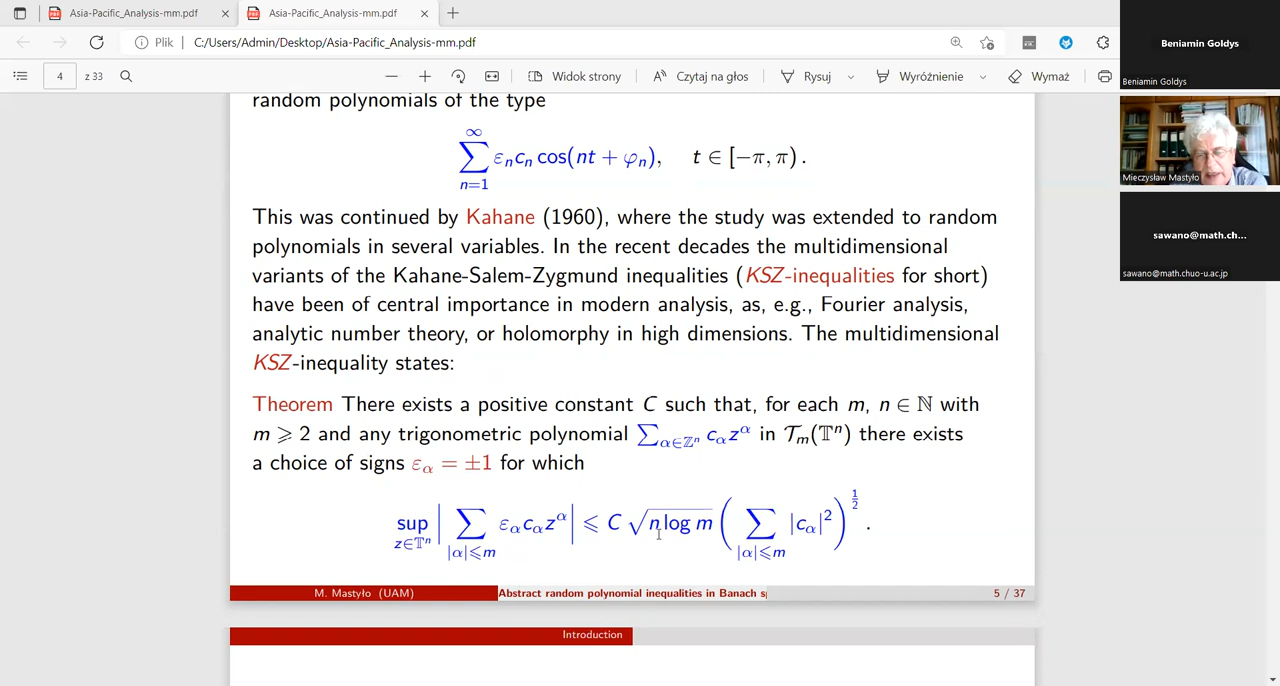 Asia-Pacific_Analysis-mm.pdf
Asia-Pacific_Analysis-mm.pdf
Plik C:/Users/Admin/Desktop/Asia-Pacific_Analysis-mm.pdf
4 z 33 Widok strony Czytaj na głos Rysuj Wyróżnienie Wymaż
Beniamin Goldys
Beniamin Goldys
Mieczysław Mastyło
sawano@math.ch...
sawano@math.chuo-u.ac.jp
random polynomials of the type
∑_{n=1}^{∞} ε_n c_n cos(nt + φ_n), t ∈ [−π, π).
This was continued by Kahane (1960), where the study was extended to random
polynomials in several variables. In the recent decades the multidimensional
variants of the Kahane-Salem-Zygmund inequalities (KSZ-inequalities for short)
have been of central importance in modern analysis, as, e.g., Fourier analysis,
analytic number theory, or holomorphy in high dimensions. The multidimensional
KSZ-inequality states:
Theorem There exists a positive constant C such that, for each m, n ∈ ℕ with
m ⩾ 2 and any trigonometric polynomial ∑_{α∈ℤ^n} c_α z^α in 𝒯_m(𝕋^n) there exists
a choice of signs ε_α = ±1 for which
sup_{z∈𝕋^n} |∑_{|α|⩽m} ε_α c_α z^α| ⩽ C √(n log m) (∑_{|α|⩽m} |c_α|^2)^{1/2}.
M. Mastyło (UAM) Abstract random polynomial inequalities in Banach s 5 / 37
Introduction